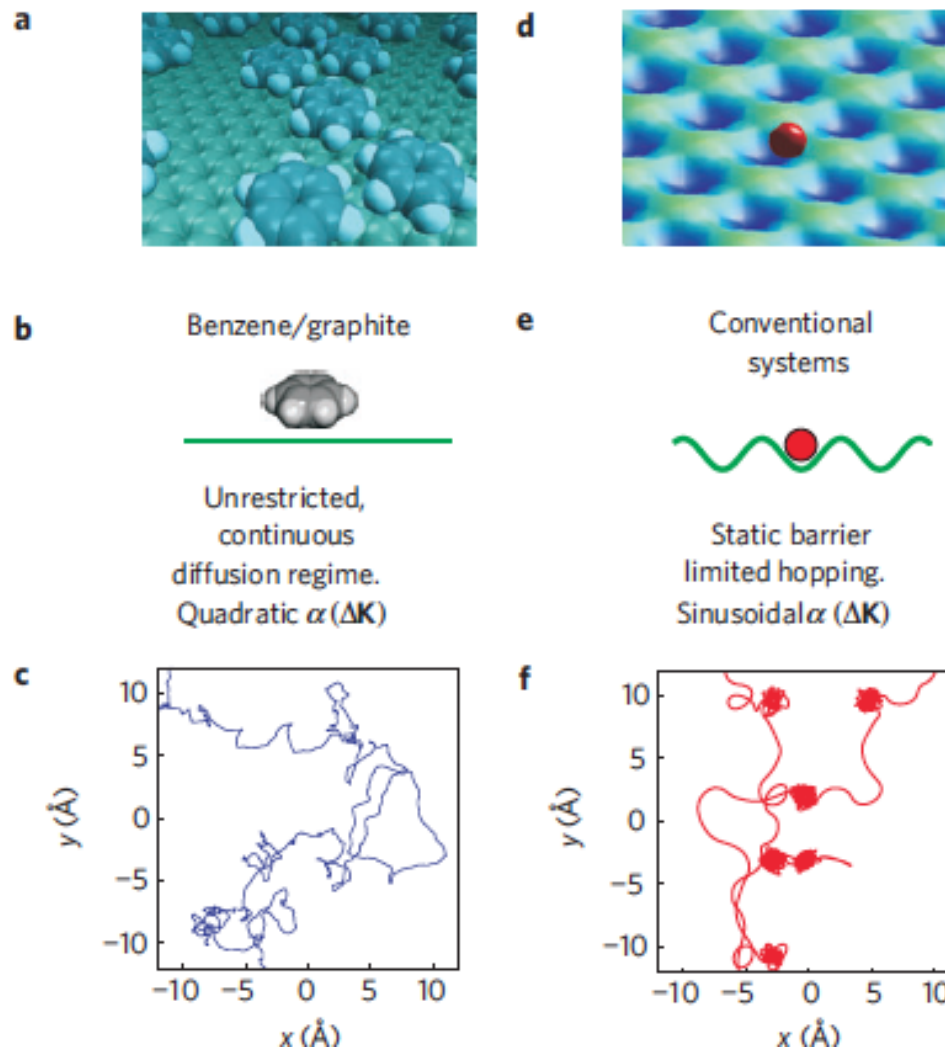 a
b
Benzene/graphite
Unrestricted,
continuous
diffusion regime.
Quadratic α (ΔK)
c
10
5
0
−5
−10
y (Å)
−10 −5 0 5 10
x (Å)
d
e
Conventional
systems
Static barrier
limited hopping.
Sinusoidal α (ΔK)
f
10
5
0
−5
−10
y (Å)
−10 −5 0 5 10
x (Å)